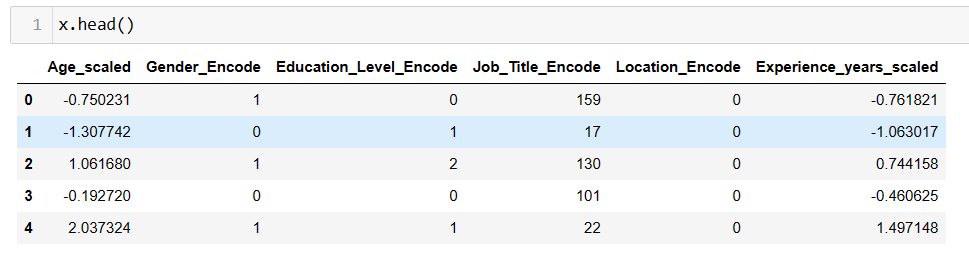 1 x.head()
Age_scaled Gender_Encode Education_Level_Encode Job_Title_Encode Location_Encode Experience_years_scaled
0 -0.750231 1 0 159 0 -0.761821
1 -1.307742 0 1 17 0 -1.063017
2 1.061680 1 2 130 0 0.744158
3 -0.192720 0 0 101 0 -0.460625
4 2.037324 1 1 22 0 1.497148